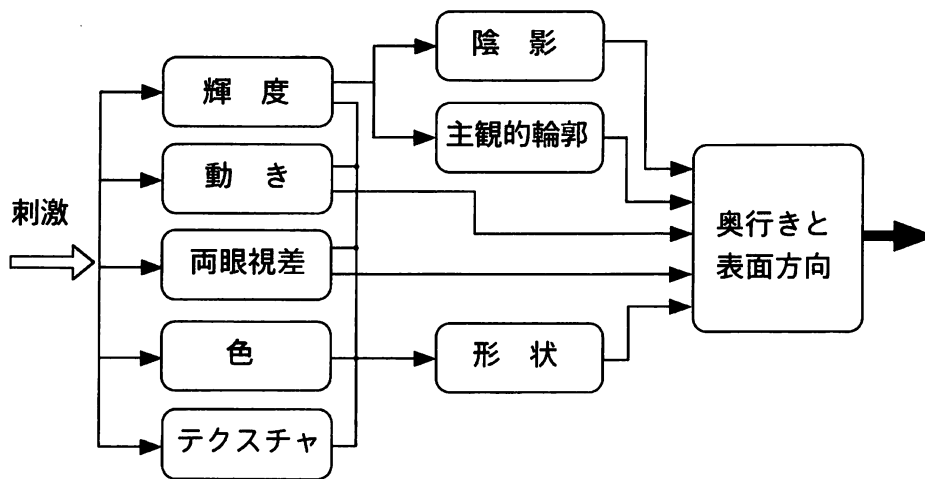 陰 影
輝 度
主観的輪郭
動 き
刺激
奥行きと
表面方向
両眼視差
色
形 状
テクスチャ